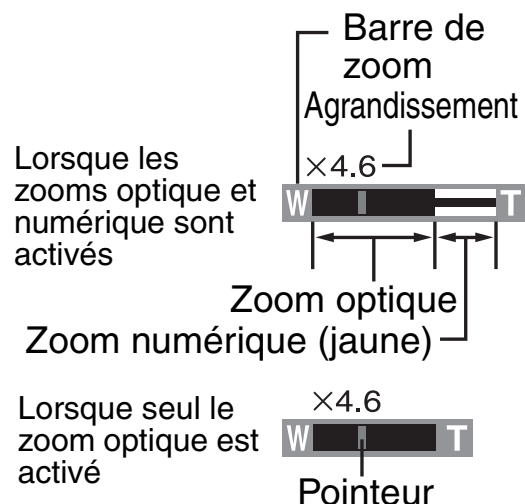 Barre de
zoom
Agrandissement
×4.6
Lorsque les
zooms optique et
numérique sont
activés
W T
Zoom optique
Zoom numérique (jaune)
×4.6
Lorsque seul le
zoom optique est
activé
W T
Pointeur